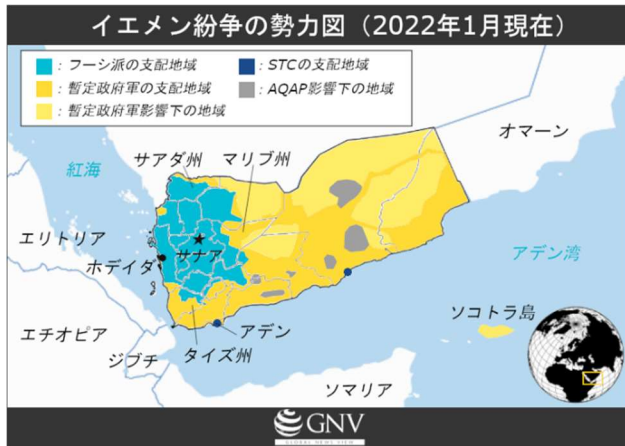 イエメン紛争の勢力図（2022年1月現在）
：フーシ派の支配地域
：STCの支配地域
：暫定政府軍の支配地域
：AQAP影響下の地域
：暫定政府軍影響下の地域
オマーン
サアダ州
マリブ州
紅海
エリトリア
サナア
アデン湾
ホデイダ
ソコトラ島
エチオピア
アデン
ジブチ
タイズ州
ソマリア
GNV
GLOBAL NEWS VIEW